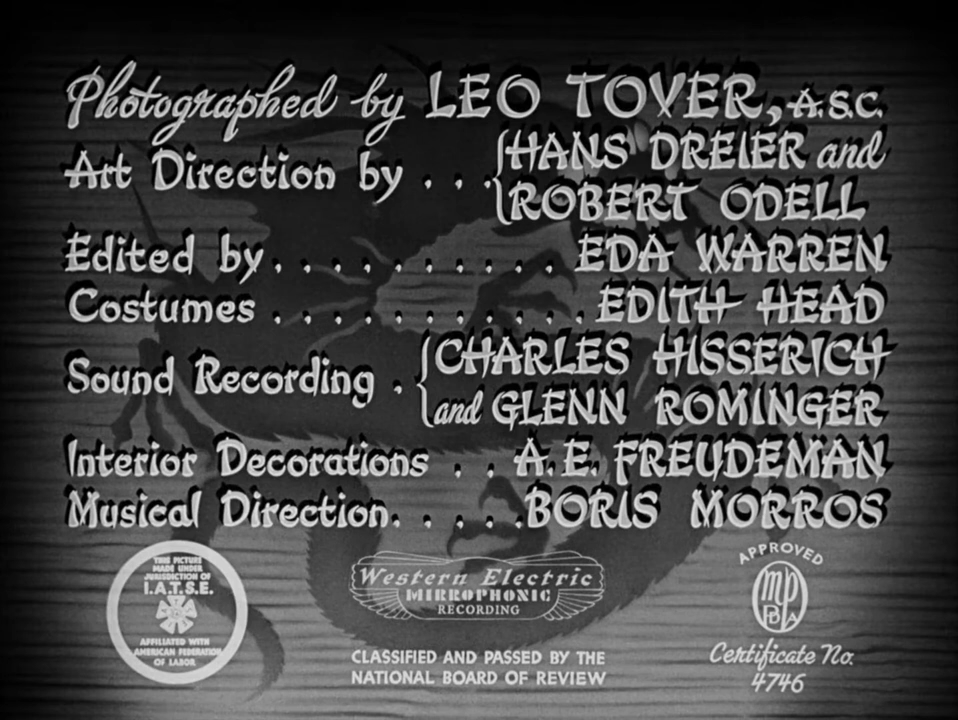 Photographed by LEO TOVER, A.S.C.
Art Direction by . . . { HANS DREIER and
ROBERT ODELL
Edited by . . . . . . . . . . EDA WARREN
Costumes . . . . . . . . . . . EDITH HEAD
Sound Recording . { CHARLES HISSERICH
and GLENN ROMINGER
Interior Decorations . . A. E. FREUDEMAN
Musical Direction. . . . . BORIS MORROS
THIS PICTURE
MADE UNDER
JURISDICTION OF
I.A.T.S.E.
AFFILIATED WITH
AMERICAN FEDERATION
OF LABOR
Western Electric
MIRROPHONIC
RECORDING
CLASSIFIED AND PASSED BY THE
NATIONAL BOARD OF REVIEW
APPROVED
MPPDA
Certificate No.
4746